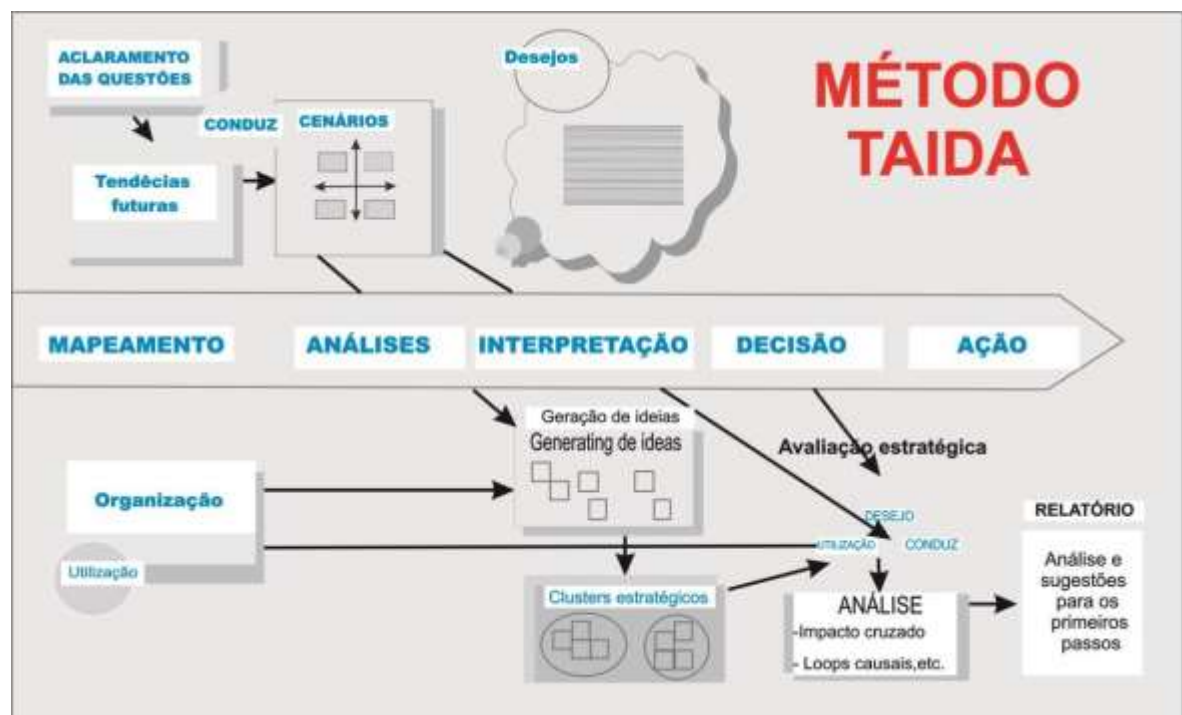 MÉTODO
TAIDA
ACLARAMENTO
DAS QUESTÕES
CONDUZ
CENÁRIOS
Tendêcias
futuras
Desejos
MAPEAMENTO
ANÁLISES
INTERPRETAÇÃO
DECISÃO
AÇÃO
Geração de ideias
Generating de ideas
Avaliação estratégica
Organização
Utilização
DESEJO
UTILIZAÇÃO
CONDUZ
Clusters estratégicos
ANÁLISE
-Impacto cruzado
- Loops causais,etc.
RELATÓRIO
Análise e
sugestões
para os
primeiros
passos